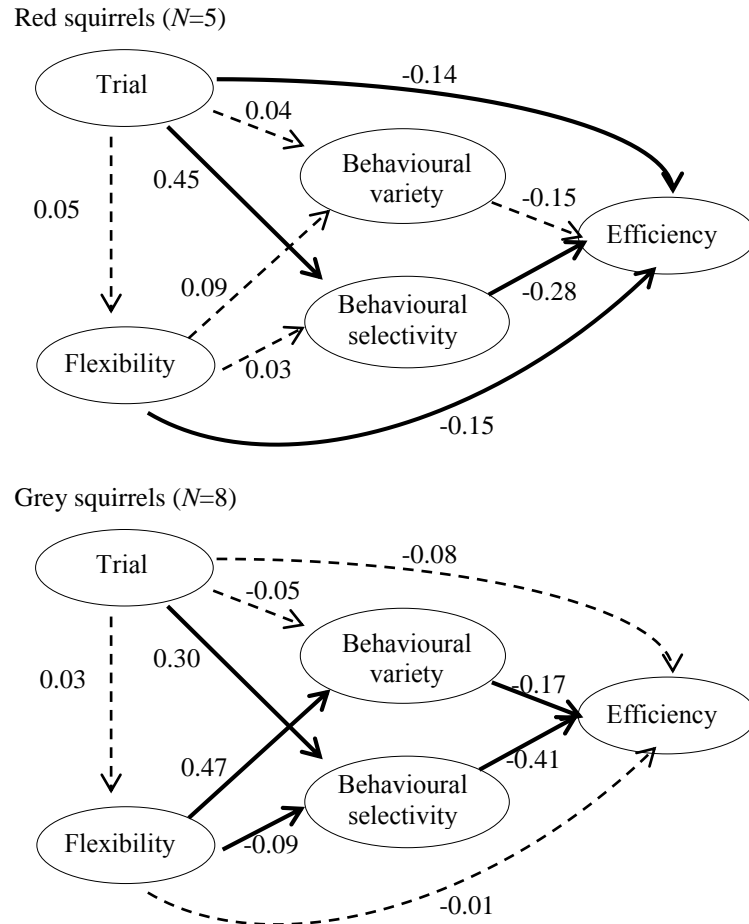 Red squirrels (N=5)
Trial
-0.14
0.04
Behavioural
variety
0.45
-0.15
0.05
Efficiency
0.09
Behavioural
selectivity
-0.28
Flexibility
0.03
-0.15
Grey squirrels (N=8)
Trial
-0.08
-0.05
Behavioural
variety
0.30
0.03
-0.17
Efficiency
0.47
Behavioural
selectivity
-0.41
Flexibility
-0.09
-0.01